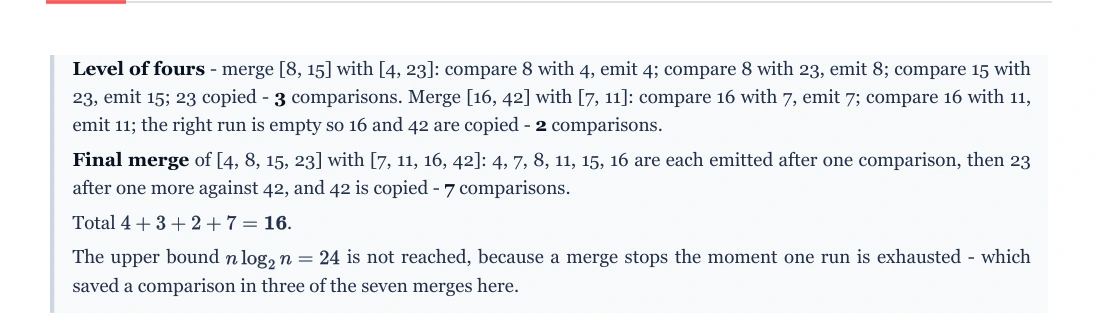 Level of fours - merge [8, 15] with [4, 23]: compare 8 with 4, emit 4; compare 8 with 23, emit 8; compare 15 with
23, emit 15; 23 copied - 3 comparisons. Merge [16, 42] with [7, 11]: compare 16 with 7, emit 7; compare 16 with 11,
emit 11; the right run is empty so 16 and 42 are copied - 2 comparisons.
Final merge of [4, 8, 15, 23] with [7, 11, 16, 42]: 4, 7, 8, 11, 15, 16 are each emitted after one comparison, then 23
after one more against 42, and 42 is copied - 7 comparisons.
Total 4 + 3 + 2 + 7 = 16.
The upper bound n log₂ n = 24 is not reached, because a merge stops the moment one run is exhausted - which
saved a comparison in three of the seven merges here.